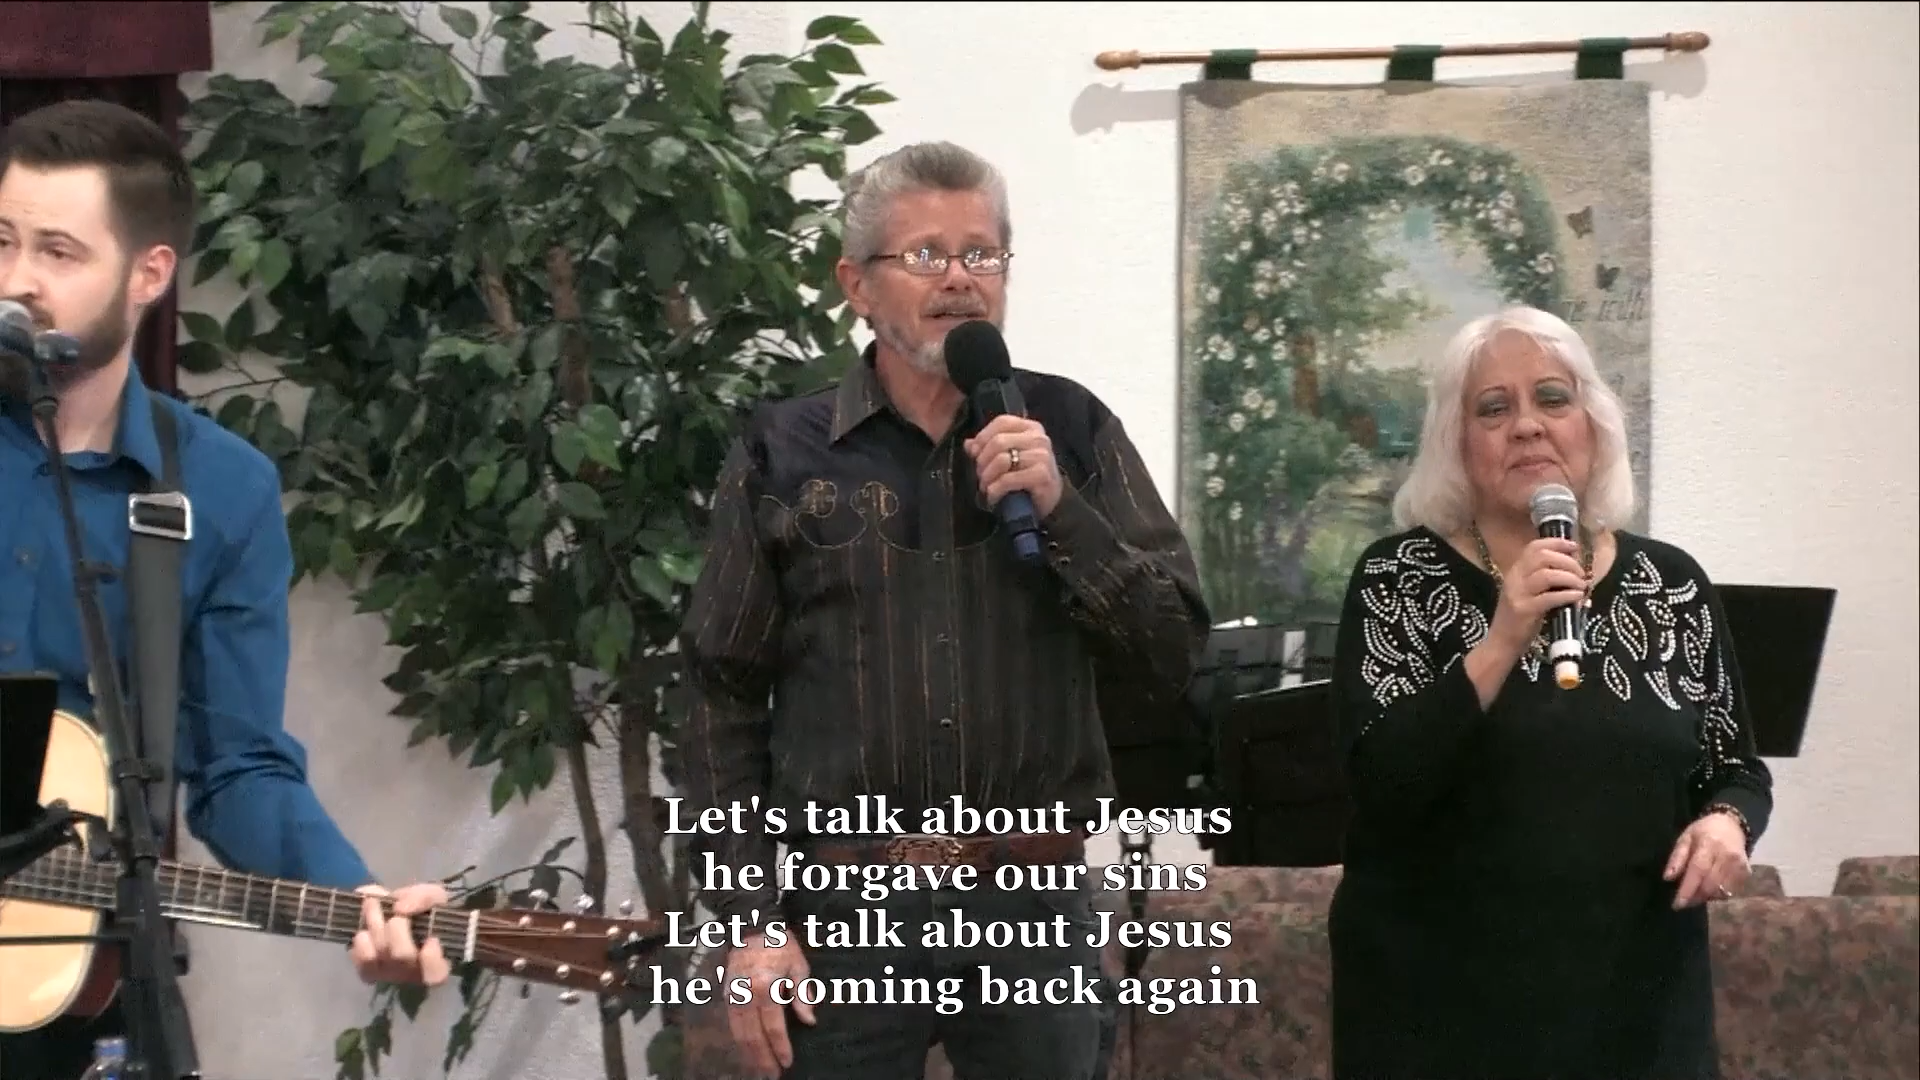 Let's talk about Jesus
he forgave our sins
Let's talk about Jesus
he's coming back again